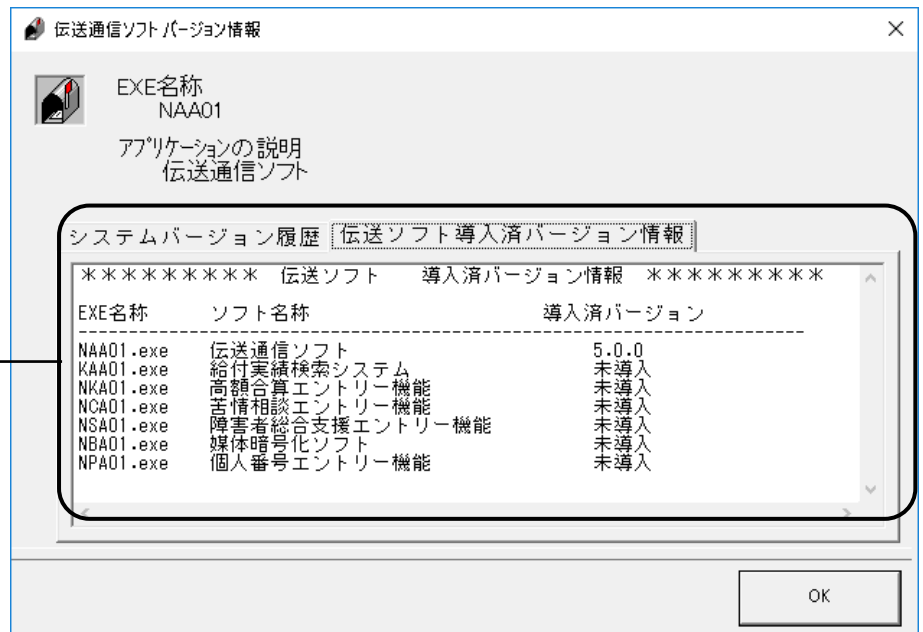 伝送通信ソフト バージョン情報
EXE名称
NAA01
アプリケーションの説明
伝送通信ソフト
システムバージョン履歴 伝送ソフト導入済バージョン情報
********* 伝送ソフト 導入済バージョン情報 *********
EXE名称 ソフト名称 導入済バージョン
--------------------------------------------------------------------------------
NAA01.exe 伝送通信ソフト 5.0.0
KAA01.exe 給付実績検索システム 未導入
NKA01.exe 高額合算エントリー機能 未導入
NCA01.exe 苦情相談エントリー機能 未導入
NSA01.exe 障害者総合支援エントリー機能 未導入
NBA01.exe 媒体暗号化ソフト 未導入
NPA01.exe 個人番号エントリー機能 未導入
OK